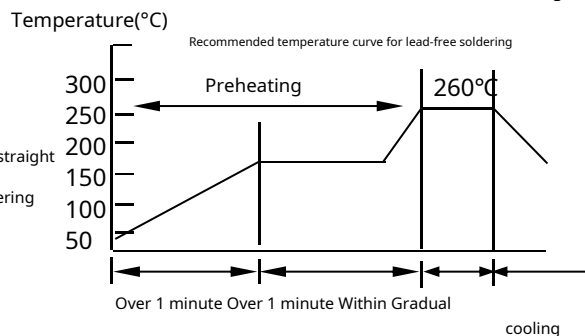 Temperature(°C)
Recommended temperature curve for lead-free soldering
Preheating
260℃
300
250
200
150
100
50
straight
ering
Over 1 minute Over 1 minute Within Gradual
cooling